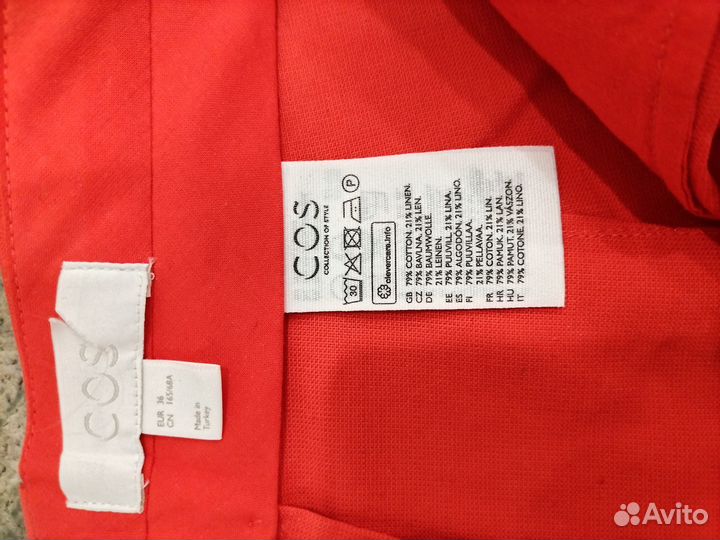 COS
EUR 36
CN 165/68A
Made in
Turkey
COS
COLLECTION OF STYLE
30
P
clevercare.info
GB 79% COTTON. 21% LINEN.
CZ 79% BAVLNA. 21% LEN.
DE 79% BAUMWOLLE.
21% LEINEN.
EE 79% PUUVILL. 21% LINA.
ES 79% ALGODÓN. 21% LINO.
FI 79% PUUVILLAA.
21% PELLAVAA.
FR 79% COTON. 21% LIN.
HR 79% PAMUK. 21% LAN.
HU 79% PAMUT. 21% VÁSZON.
IT 79% COTONE. 21% LINO.
Avito